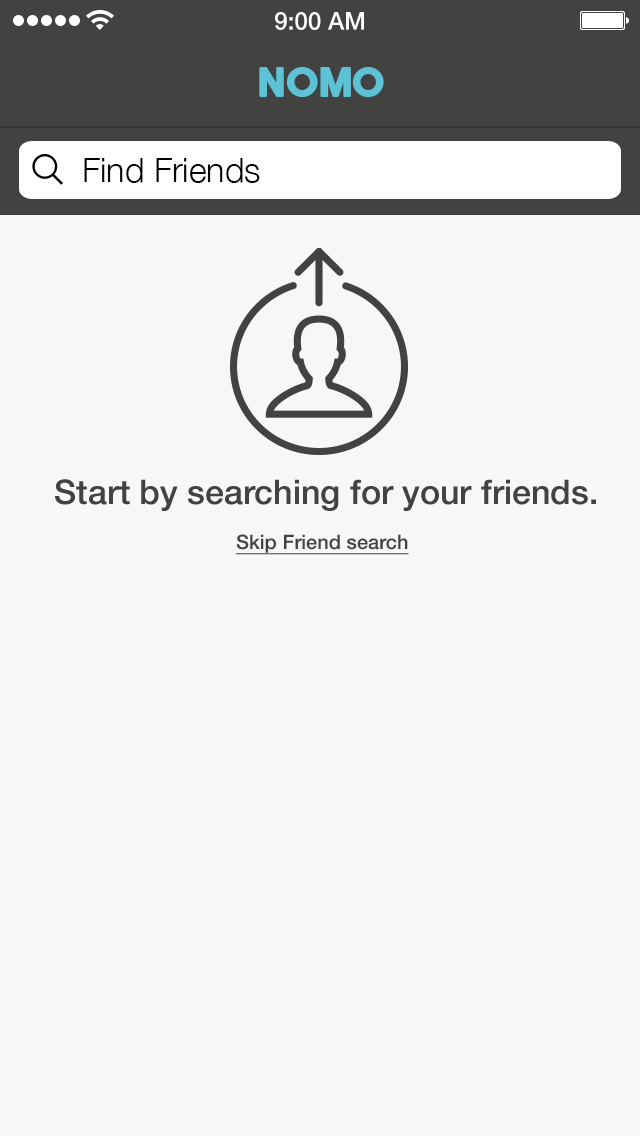 9:00 AM
NOMO
Find Friends
Start by searching for your friends.
Skip Friend search